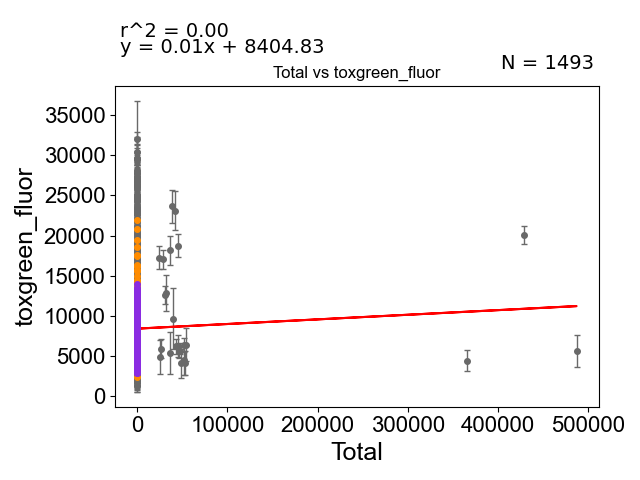 r^2 = 0.00
y = 0.01x + 8404.83
N = 1493
Total vs toxgreen_fluor
35000
30000
25000
20000
15000
10000
5000
0
toxgreen_fluor
0 100000 200000 300000 400000 500000
Total